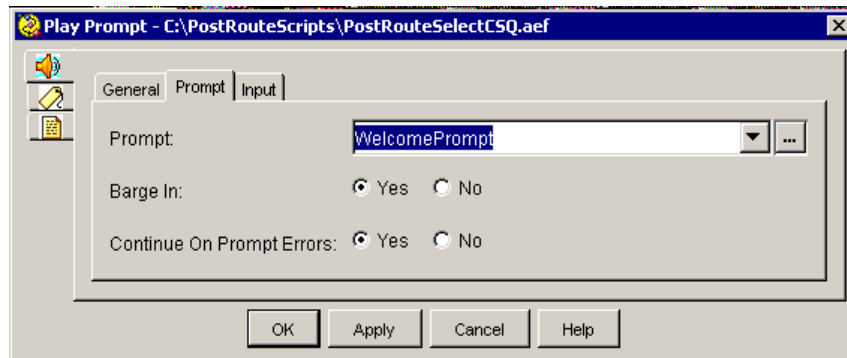 Play Prompt - C:\PostRouteScripts\PostRouteSelectCSQ.aef
General Prompt Input
Prompt: WelcomePrompt ...
Barge In: Yes No
Continue On Prompt Errors: Yes No
OK Apply Cancel Help